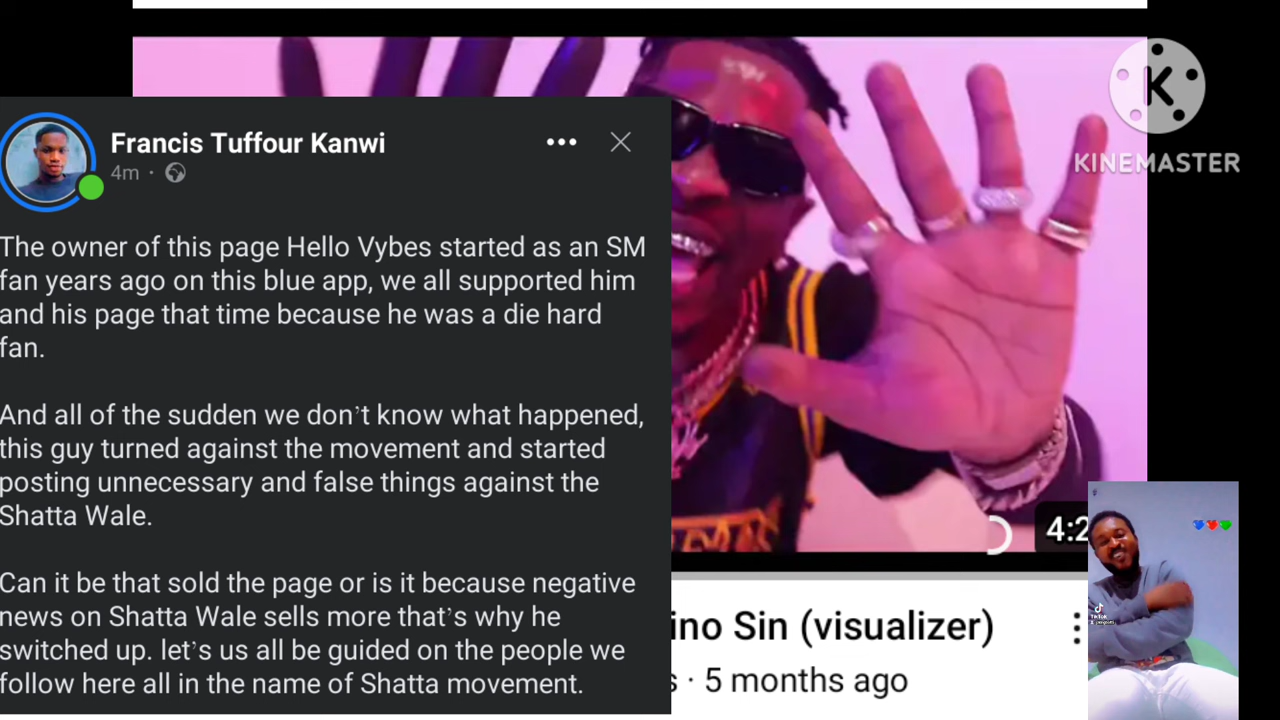 K
KINEMASTER
Francis Tuffour Kanwi
4m ·
The owner of this page Hello Vybes started as an SM
fan years ago on this blue app, we all supported him
and his page that time because he was a die hard
fan.
And all of the sudden we don't know what happened,
this guy turned against the movement and started
posting unnecessary and false things against the
Shatta Wale.
Can it be that sold the page or is it because negative
news on Shatta Wale sells more that's why he
switched up. let's us all be guided on the people we
follow here all in the name of Shatta movement.
4:2
ino Sin (visualizer)
s · 5 months ago
TikTok